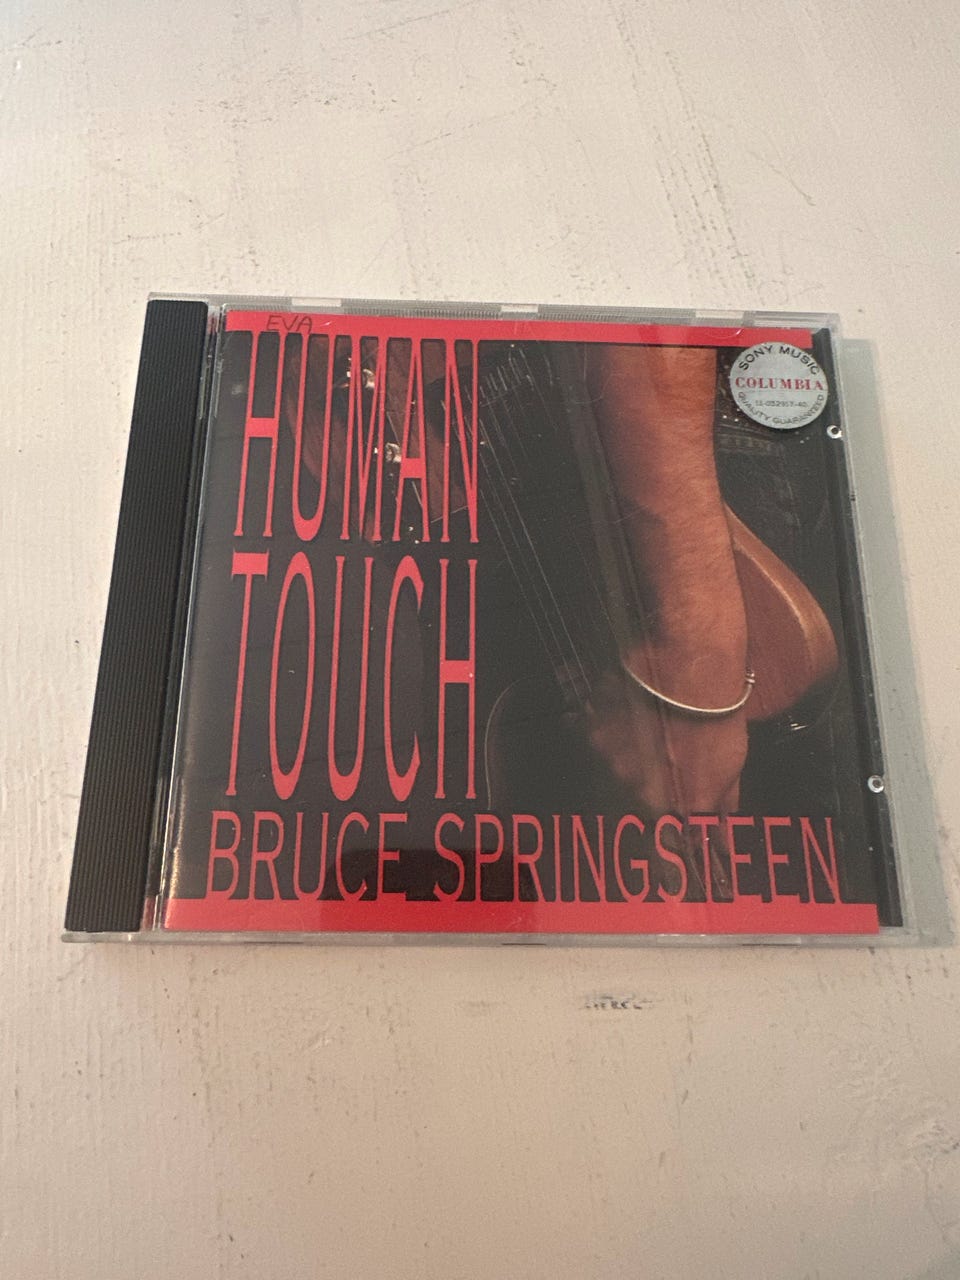 EVA
HUMAN
TOUCH
BRUCE SPRINGSTEEN
SONY MUSIC
COLUMBIA
QUALITY GUARANTEED